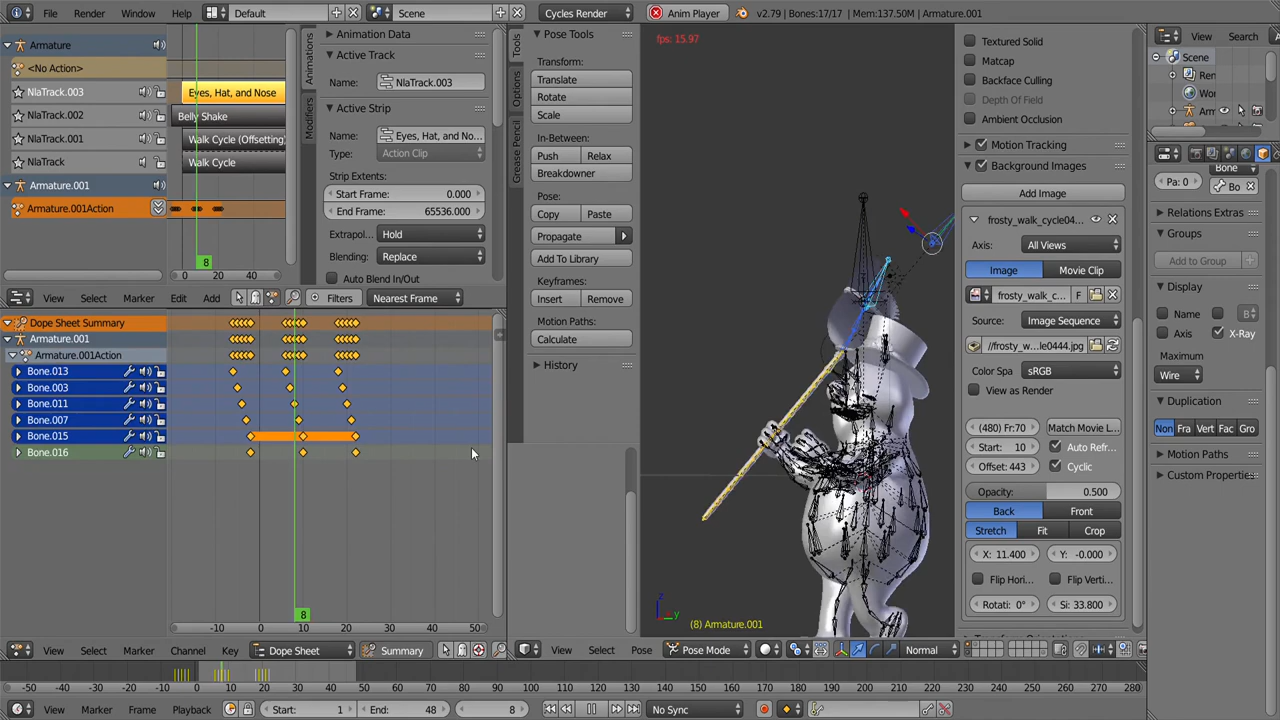 File Render Window Help Default Scene Cycles Render Anim Player v2.79 | Bones:17/17 | Mem:137.50M | Armature.001
Armature
<No Action>
NlaTrack.003 Eyes, Hat, and Nose
NlaTrack.002 Belly Shake
NlaTrack.001 Walk Cycle (Offsetting
NlaTrack Walk Cycle
Armature.001
Armature.001Action
8
0 20 40
View Select Marker Edit Add Filters Nearest Frame
Animations
Modifiers
Animation Data
Active Track
Name: NlaTrack.003
Active Strip
Name: Eyes, Hat, and No...
Type: Action Clip
Strip Extents:
Start Frame: 0.000
End Frame: 65536.000
Extrapol.. Hold
Blending: Replace
Auto Blend In/Out
Dope Sheet Summary
Armature.001
Armature.001Action
Bone.013
Bone.003
Bone.011
Bone.007
Bone.015
Bone.016
8
-10 0 10 20 30 40 50
View Select Marker Channel Key Dope Sheet Summary
Tools
Options
Grease Pencil
Pose Tools
Transform:
Translate
Rotate
Scale
In-Between:
Push Relax
Breakdowner
Pose:
Copy Paste
Propagate
Add To Library
Keyframes:
Insert Remove
Motion Paths:
Calculate
History
fps: 15.97
(8) Armature.001
View Select Pose Pose Mode Normal
Textured Solid
Matcap
Backface Culling
Depth Of Field
Ambient Occlusion
Motion Tracking
Background Images
Add Image
frosty_walk_cycle04...
Axis: All Views
Image Movie Clip
frosty_walk_c... F
Source: Image Sequence
//frosty_w...le0444.jpg
Color Spa sRGB
View as Render
(480) Fr:70 Match Movie L
Start: 10 Auto Refr..
Offset: 443 Cyclic
Opacity: 0.500
Back Front
Stretch Fit Crop
X: 11.400 Y: -0.000
Flip Hori.. Flip Verti..
Rotati: 0° Si: 33.800
View Search
Scene
Ren
Wor
Arm
Bone
Pa: 0 Bo
Relations Extras
Groups
Add to Group
Display
Name B
Axis X-Ray
Maximum
Wire
Duplication
Non Fra Vert Fac Gro
Motion Paths
Custom Propertie
0 10 20 30 40 50 60 70 80 90 100 110 120 130 140 150 160 170 180 190 200 210 220 230 240 250 260 270 280
View Marker Frame Playback Start: 1 End: 48 8 No Sync